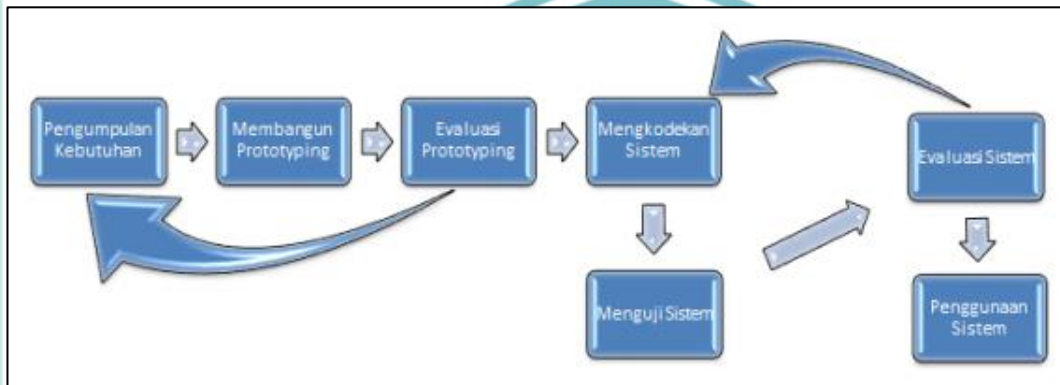 Pengumpulan
Kebutuhan
Membangun
Prototyping
Evaluasi
Prototyping
Mengkodekan
Sistem
Evaluasi Sistem
Menguji Sistem
Penggunaan
Sistem